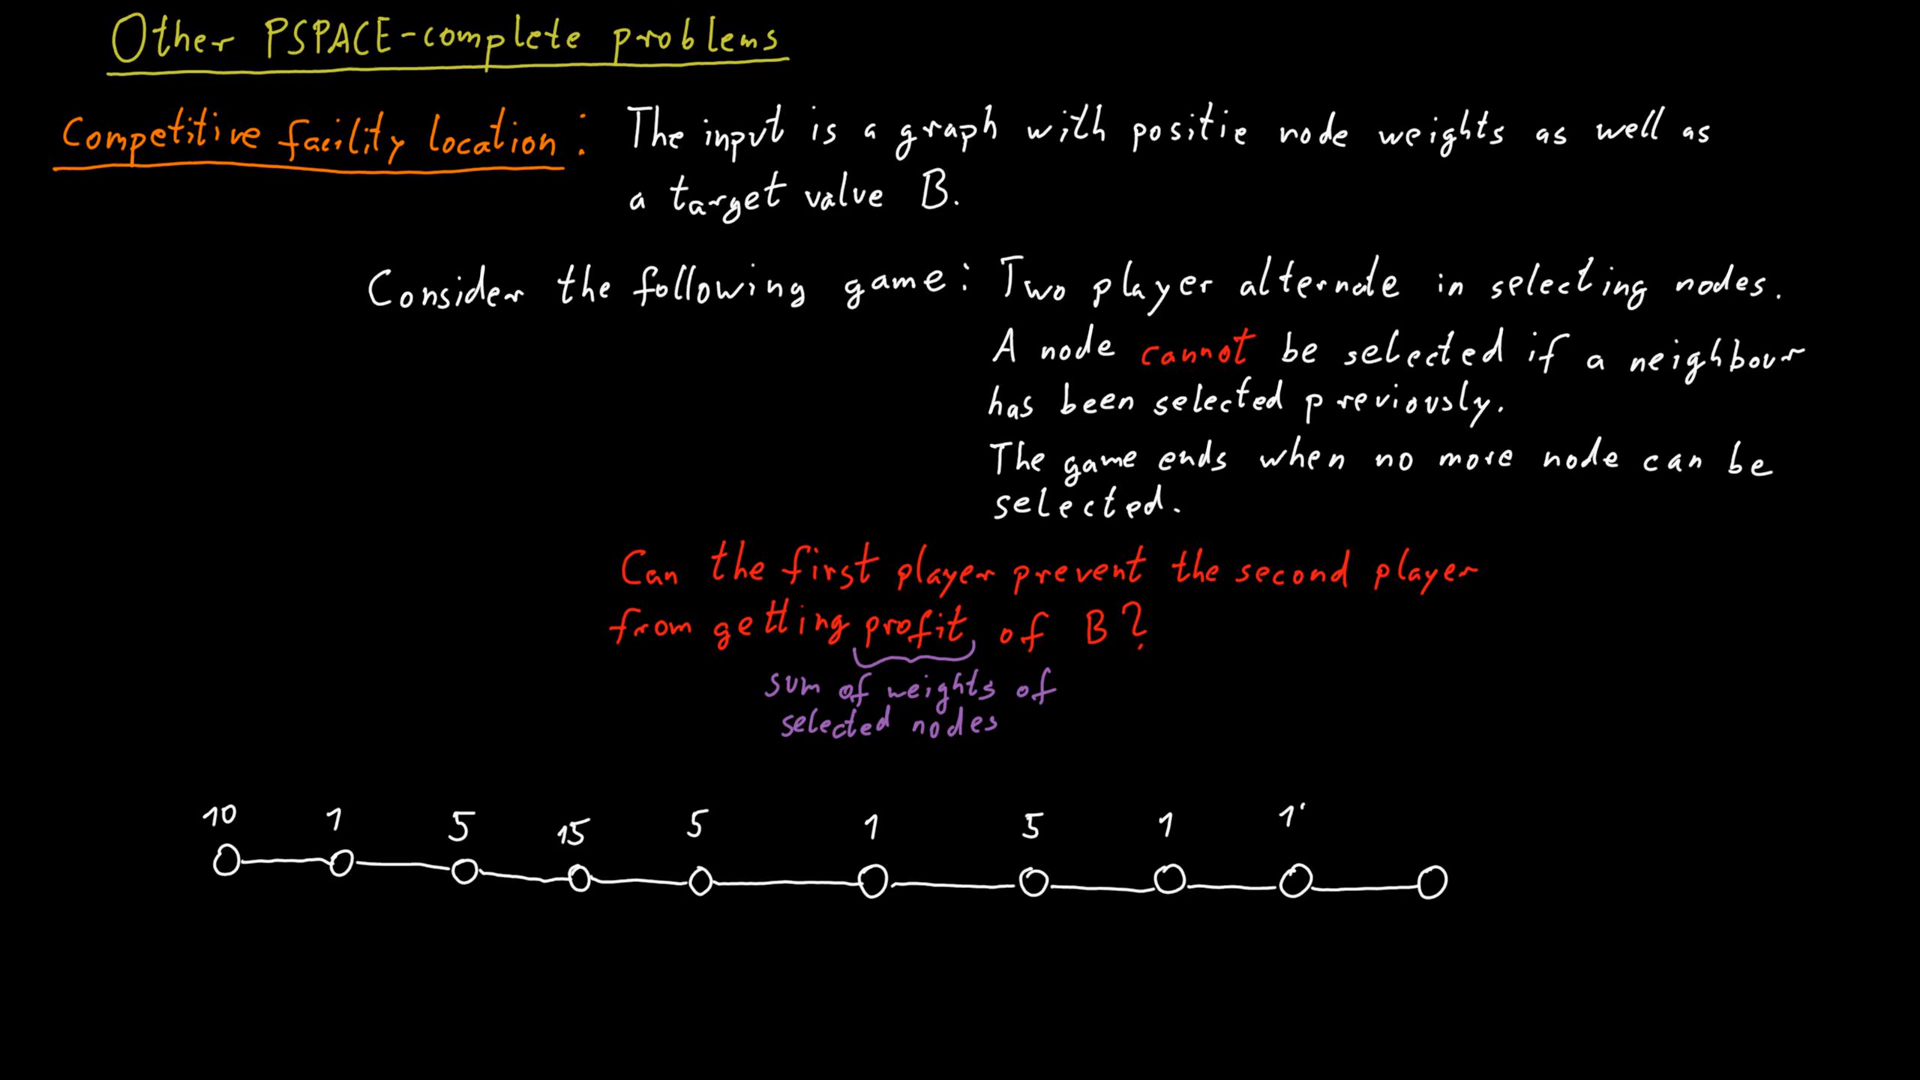 Other PSPACE-complete problems
Competitive facility location: The input is a graph with positie node weights as well as
a target value B.
Consider the following game: Two player alternate in selecting nodes.
A node cannot be selected if a neighbour
has been selected previously.
The game ends when no more node can be
selected.
Can the first player prevent the second player
from getting profit of B?
sum of weights of
selected nodes
10 1 5 15 5 1 5 1 1